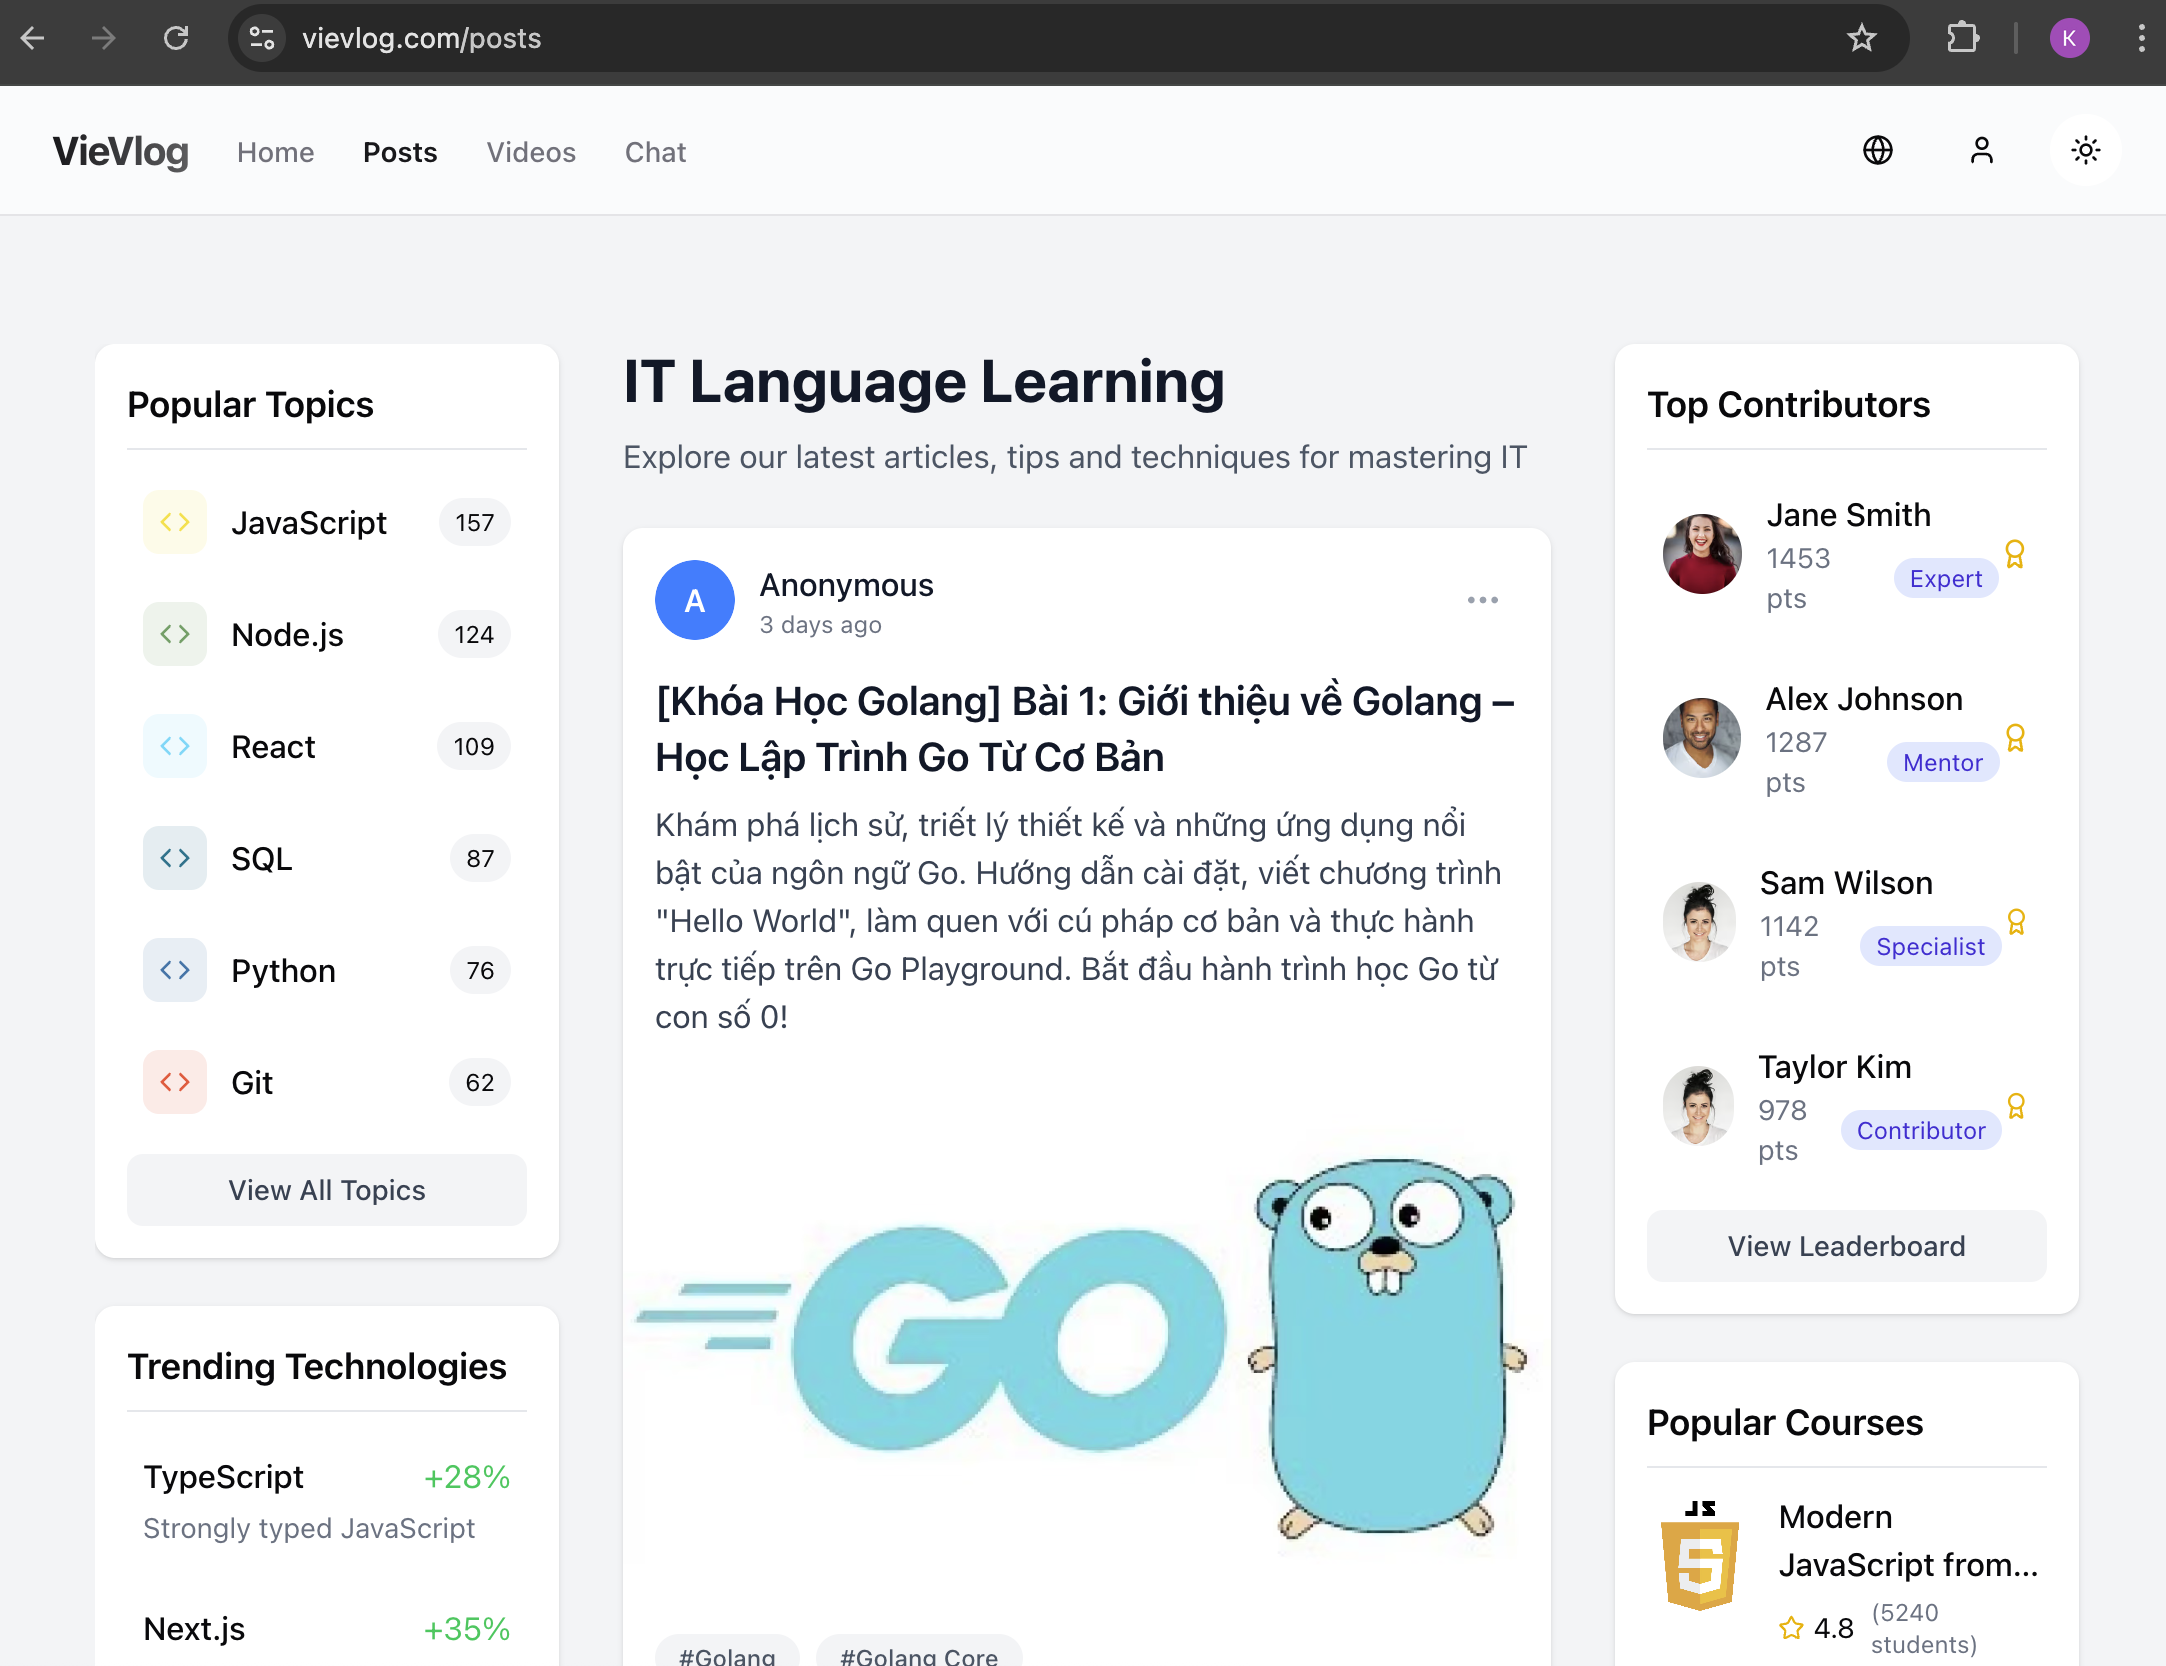 vievlog.com/posts
K
VieVlog
Home
Posts
Videos
Chat
Popular Topics
JavaScript 157
Node.js 124
React 109
SQL 87
Python 76
Git 62
View All Topics
Trending Technologies
TypeScript +28%
Strongly typed JavaScript
Next.js +35%
IT Language Learning
Explore our latest articles, tips and techniques for mastering IT
A
Anonymous
3 days ago
[Khóa Học Golang] Bài 1: Giới thiệu về Golang –
Học Lập Trình Go Từ Cơ Bản
Khám phá lịch sử, triết lý thiết kế và những ứng dụng nổi
bật của ngôn ngữ Go. Hướng dẫn cài đặt, viết chương trình
"Hello World", làm quen với cú pháp cơ bản và thực hành
trực tiếp trên Go Playground. Bắt đầu hành trình học Go từ
con số 0!
GO
#Golang
#Golang Core
Top Contributors
Jane Smith
1453
pts
Expert
Alex Johnson
1287
pts
Mentor
Sam Wilson
1142
pts
Specialist
Taylor Kim
978
pts
Contributor
View Leaderboard
Popular Courses
JS
5
Modern
JavaScript from...
4.8
(5240
students)